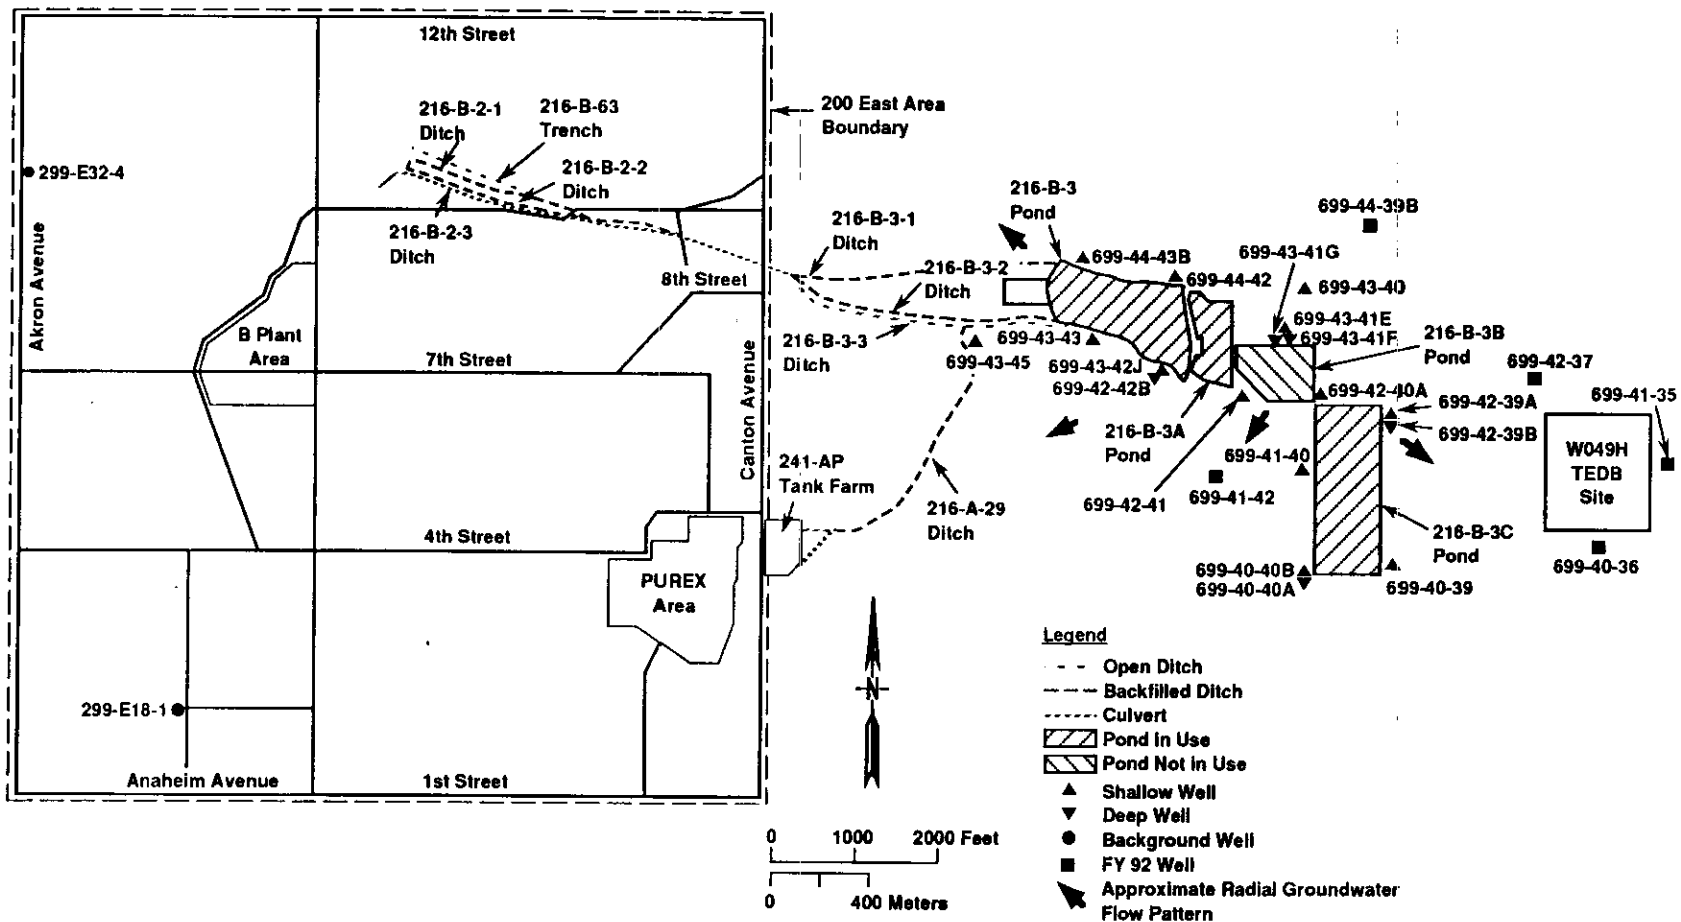 12th Street
216-B-2-1
Ditch
216-B-63
Trench
200 East Area
Boundary
299-E32-4
216-B-2-2
Ditch
216-B-2-3
Ditch
Akron Avenue
B Plant
Area
8th Street
7th Street
Canton Avenue
4th Street
PUREX
Area
241-AP
Tank Farm
299-E18-1
Anaheim Avenue
1st Street
216-B-3-1
Ditch
216-B-3-2
Ditch
216-B-3-3
Ditch
216-B-3
Pond
699-44-43B
699-44-42
699-43-41G
699-44-39B
699-43-40
699-43-41E
699-43-41F
216-B-3B
Pond
699-42-37
699-41-35
699-43-45
699-43-43
699-43-42J
699-42-42B
216-B-3A
Pond
699-42-41
699-41-42
699-41-40
699-42-40A
699-42-39A
699-42-39B
W049H
TEDB
Site
216-A-29
Ditch
216-B-3C
Pond
699-40-36
699-40-40B
699-40-40A
699-40-39
N
Legend
Open Ditch
Backfilled Ditch
Culvert
Pond in Use
Pond Not in Use
Shallow Well
Deep Well
Background Well
FY 92 Well
Approximate Radial Groundwater
Flow Pattern
0 1000 2000 Feet
0 400 Meters